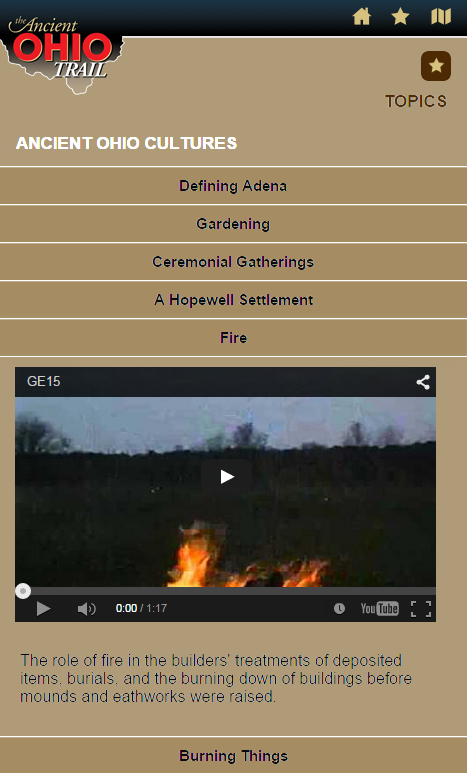 the Ancient
OHIO
TRAIL
TOPICS
ANCIENT OHIO CULTURES
Defining Adena
Gardening
Ceremonial Gatherings
A Hopewell Settlement
Fire
GE15
0:00 / 1:17
YouTube
The role of fire in the builders' treatments of deposited
items, burials, and the burning down of buildings before
mounds and eathworks were raised.
Burning Things